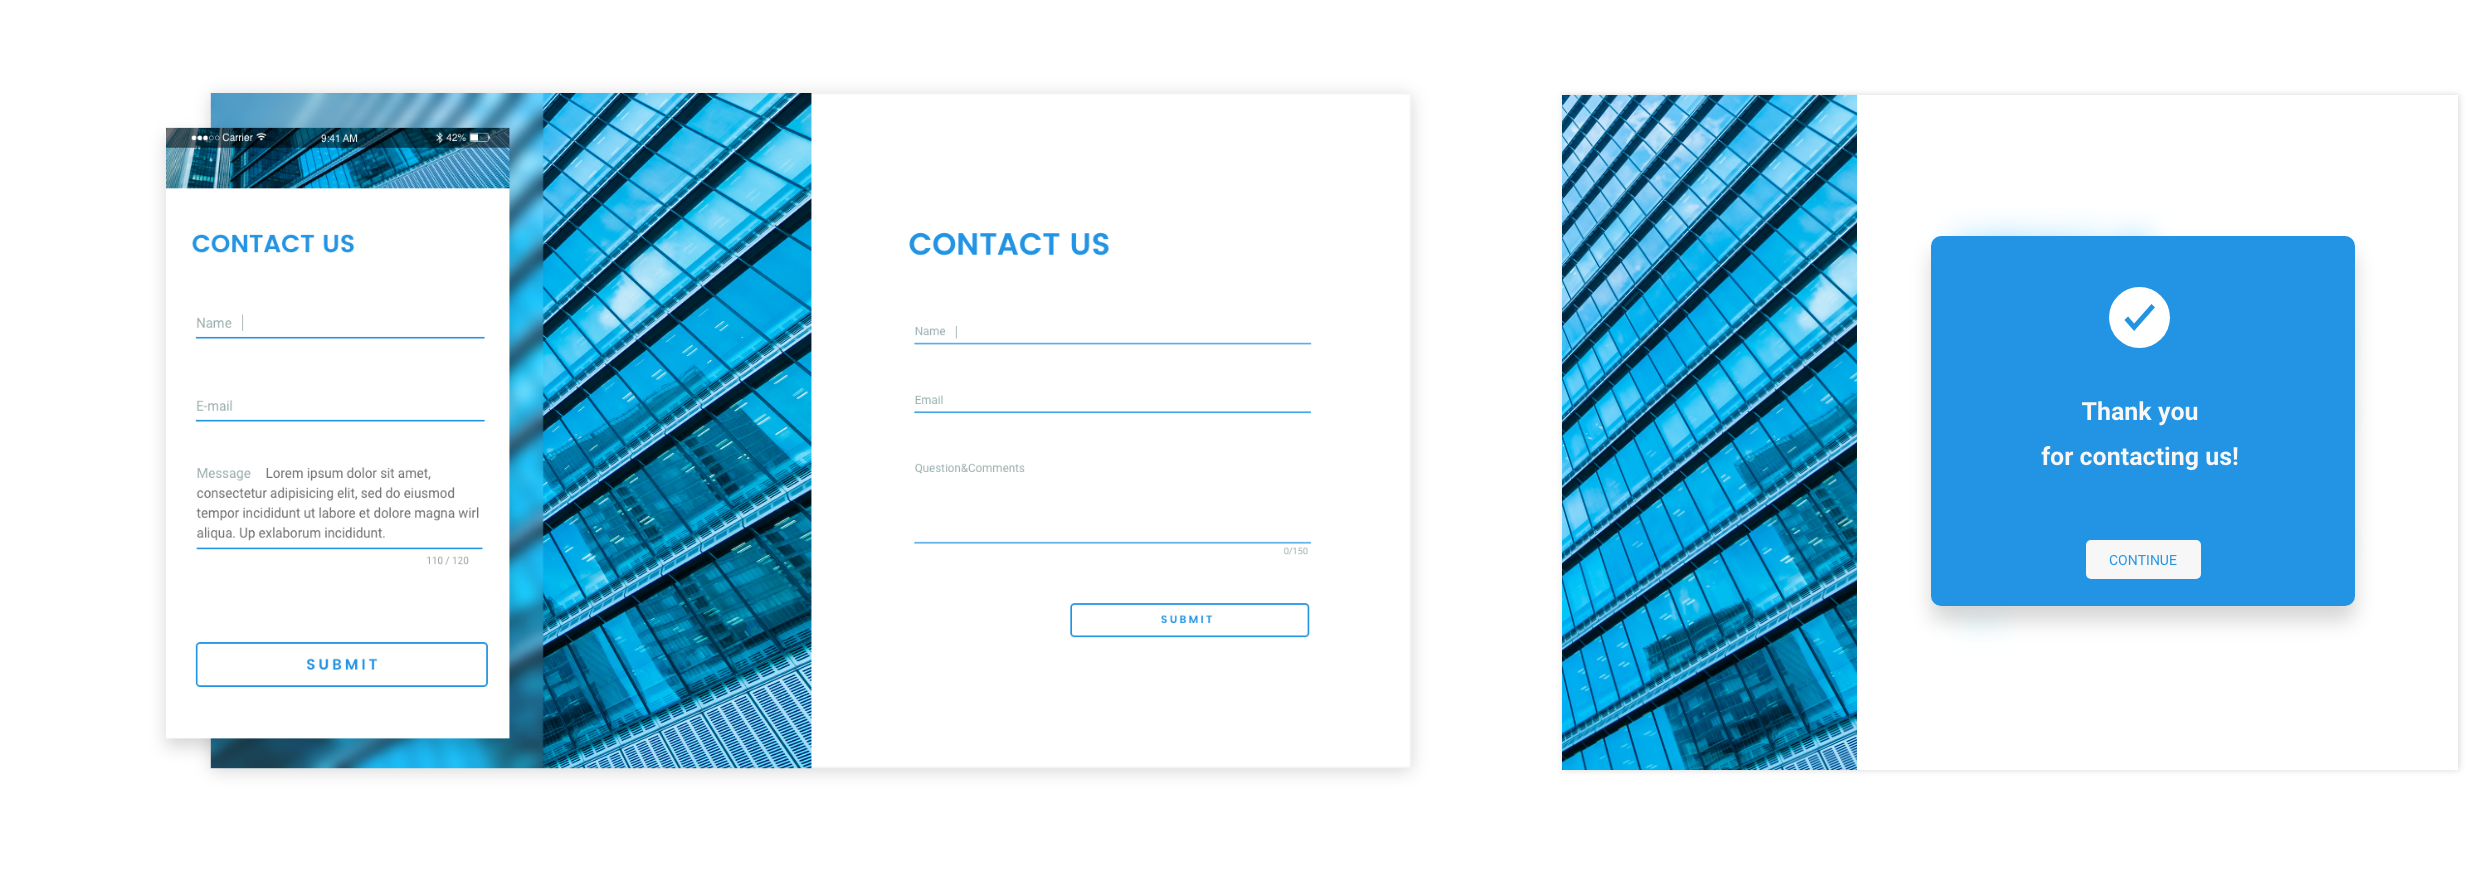 Carrier 9:41 AM 42%
CONTACT US
Name
E-mail
Message Lorem ipsum dolor sit amet,
consectetur adipisicing elit, sed do eiusmod
tempor incididunt ut labore et dolore magna wirl
aliqua. Up exlaborum incididunt.
110 / 120
SUBMIT
CONTACT US
Name
Email
Question&Comments
0/150
SUBMIT
Thank you
for contacting us!
CONTINUE